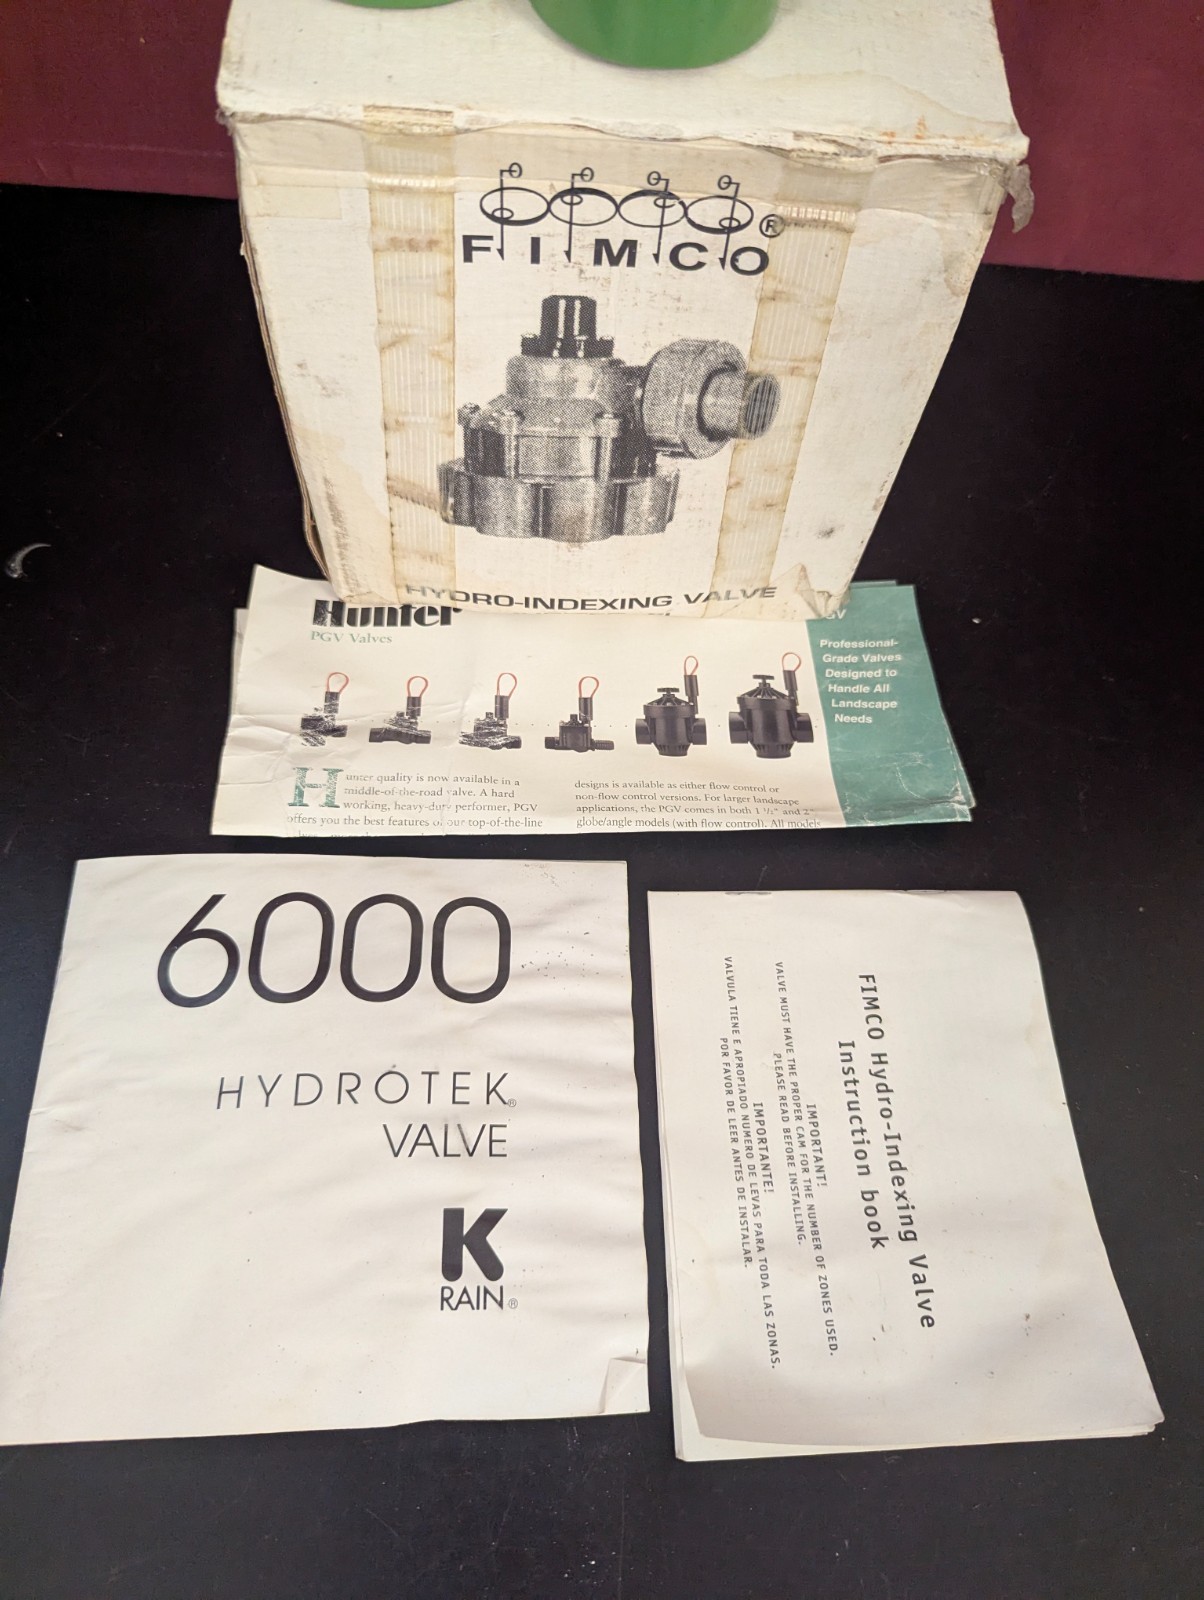 FIMCO®
HYDRO-INDEXING VALVE
Hunter
PGV Valves
GV
Professional-
Grade Valves
Designed to
Handle All
Landscape
Needs
Hunter quality is now available in a
middle-of-the-road valve. A hard
working, heavy-duty performer, PGV
offers you the best features of our top-of-the-line
designs is available as either flow control or
non-flow control versions. For larger landscape
applications, the PGV comes in both 1 1/2" and 2"
globe/angle models (with flow control). All models
6000
HYDROTEK®
VALVE
K
RAIN®
FIMCO Hydro-Indexing Valve
Instruction book
IMPORTANT!
VALVE MUST HAVE THE PROPER CAM FOR THE NUMBER OF ZONES USED.
PLEASE READ BEFORE INSTALLING.
IMPORTANTE!
VALVULA TIENE E APROPIADO NUMERO DE LEVAS PARA TODA LAS ZONAS.
POR FAVOR DE LEER ANTES DE INSTALAR.